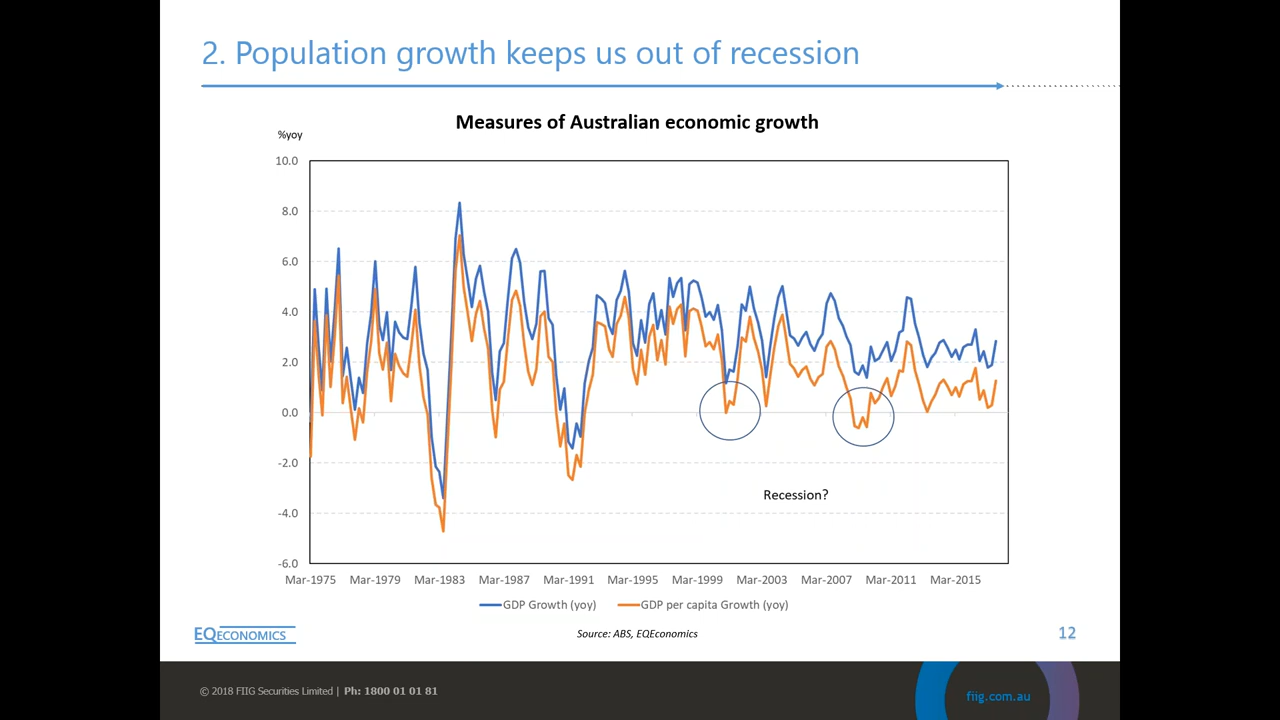 2. Population growth keeps us out of recession
Measures of Australian economic growth
%yoy
10.0
8.0
6.0
4.0
2.0
0.0
-2.0
-4.0
-6.0
Recession?
Mar-1975 Mar-1979 Mar-1983 Mar-1987 Mar-1991 Mar-1995 Mar-1999 Mar-2003 Mar-2007 Mar-2011 Mar-2015
GDP Growth (yoy) GDP per capita Growth (yoy)
EQECONOMICS
Source: ABS, EQEconomics
12
© 2018 FIIG Securities Limited | Ph: 1800 01 01 81
fiig.com.au